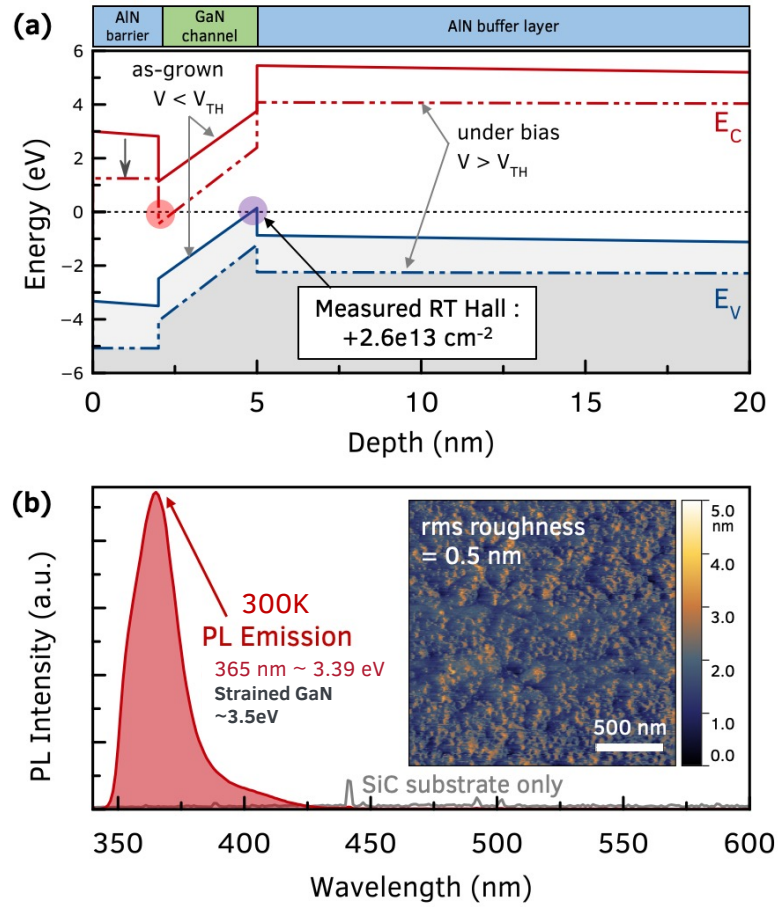 (a)
AlN
barrier
GaN
channel
AlN buffer layer
6
4
2
0
−2
−4
−6
Energy (eV)
as-grown
V < V_TH
under bias
V > V_TH
E_C
E_V
Measured RT Hall :
+2.6e13 cm⁻²
0
5
10
15
20
Depth (nm)
(b)
PL Intensity (a.u.)
300K
PL Emission
365 nm ~ 3.39 eV
Strained GaN
~3.5eV
rms roughness
= 0.5 nm
500 nm
5.0
nm
4.0
3.0
2.0
1.0
0.0
SiC substrate only
350
400
450
500
550
600
Wavelength (nm)